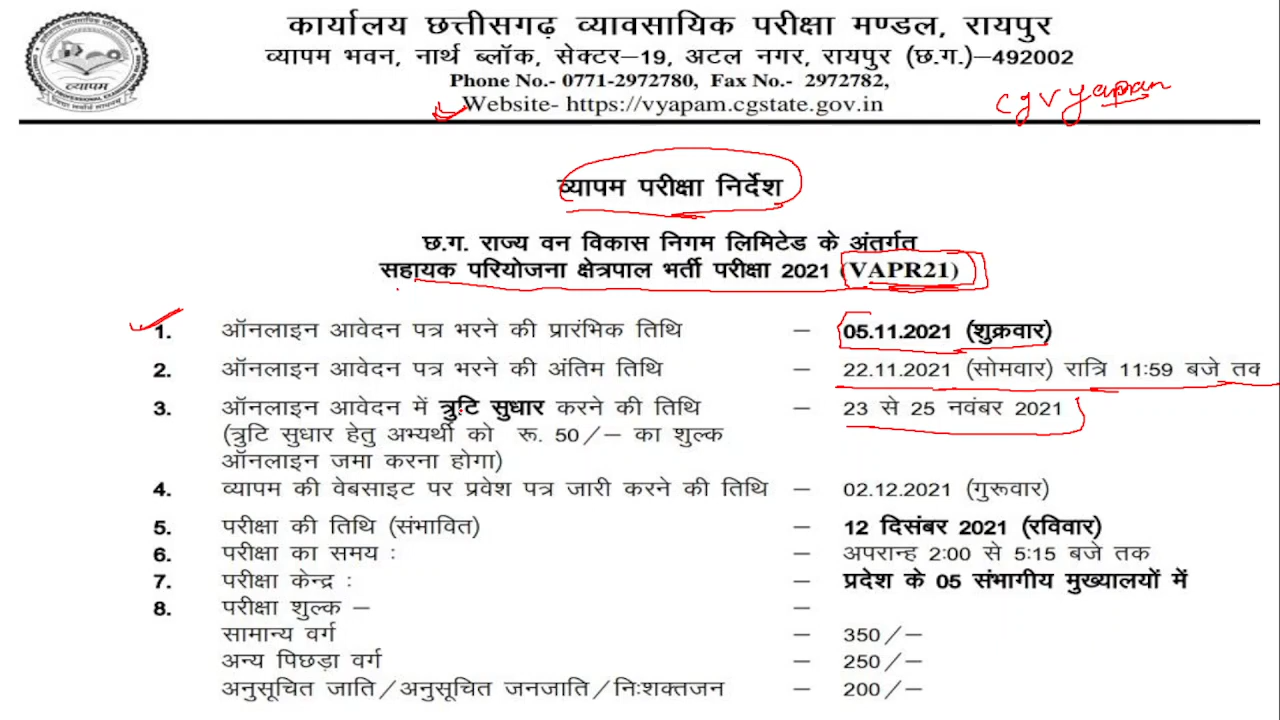 कार्यालय छत्तीसगढ़ व्यावसायिक परीक्षा मण्डल, रायपुर
व्यापम भवन, नार्थ ब्लॉक, सेक्टर–19, अटल नगर, रायपुर (छ.ग.)–492002
Phone No.- 0771-2972780, Fax No.- 2972782,
Website- https://vyapam.cgstate.gov.in
cgvyapam
व्यापम
व्यापम परीक्षा निर्देश
छ.ग. राज्य वन विकास निगम लिमिटेड के अंतर्गत
सहायक परियोजना क्षेत्रपाल भर्ती परीक्षा 2021 (VAPR21)
1. ऑनलाइन आवेदन पत्र भरने की प्रारंभिक तिथि – 05.11.2021 (शुक्रवार)
2. ऑनलाइन आवेदन पत्र भरने की अंतिम तिथि – 22.11.2021 (सोमवार) रात्रि 11:59 बजे तक
3. ऑनलाइन आवेदन में त्रुटि सुधार करने की तिथि – 23 से 25 नवंबर 2021
(त्रुटि सुधार हेतु अभ्यर्थी को रू. 50/– का शुल्क
ऑनलाइन जमा करना होगा)
4. व्यापम की वेबसाइट पर प्रवेश पत्र जारी करने की तिथि – 02.12.2021 (गुरूवार)
5. परीक्षा की तिथि (संभावित) – 12 दिसंबर 2021 (रविवार)
6. परीक्षा का समय : – अपरान्ह 2:00 से 5:15 बजे तक
7. परीक्षा केन्द्र : – प्रदेश के 05 संभागीय मुख्यालयों में
8. परीक्षा शुल्क – –
सामान्य वर्ग – 350/–
अन्य पिछड़ा वर्ग – 250/–
अनुसूचित जाति/अनुसूचित जनजाति/निःशक्तजन – 200/–